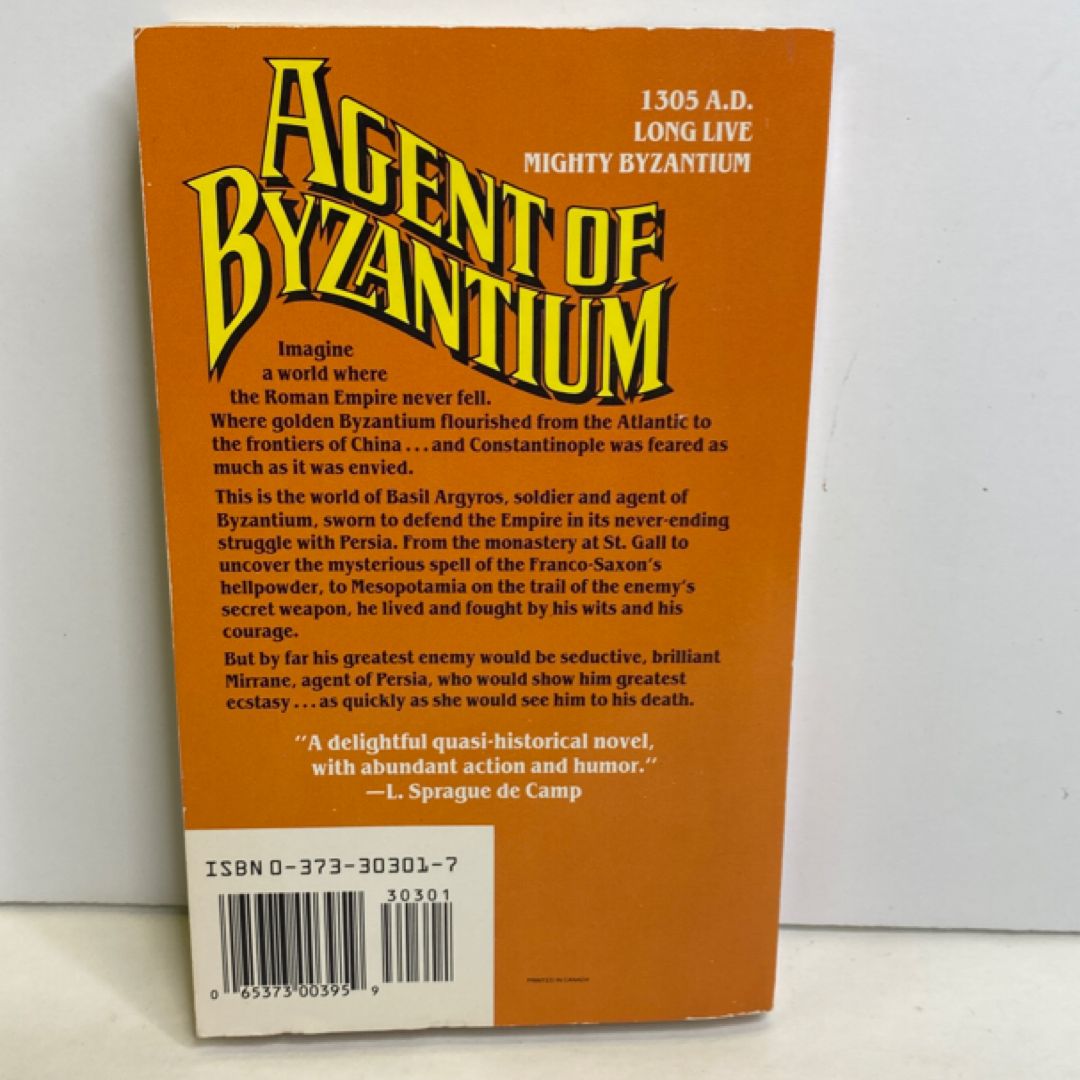 AGENT OF
BYZANTIUM
1305 A.D.
LONG LIVE
MIGHTY BYZANTIUM
Imagine
a world where
the Roman Empire never fell.
Where golden Byzantium flourished from the Atlantic to
the frontiers of China...and Constantinople was feared as
much as it was envied.
This is the world of Basil Argyros, soldier and agent of
Byzantium, sworn to defend the Empire in its never-ending
struggle with Persia. From the monastery at St. Gall to
uncover the mysterious spell of the Franco-Saxon's
hellpowder, to Mesopotamia on the trail of the enemy's
secret weapon, he lived and fought by his wits and his
courage.
But by far his greatest enemy would be seductive, brilliant
Mirrane, agent of Persia, who would show him greatest
ecstasy...as quickly as she would see him to his death.
"A delightful quasi-historical novel,
with abundant action and humor."
—L. Sprague de Camp
ISBN 0-373-30301-7
30301
0 65373 00395 9
PRINTED IN CANADA